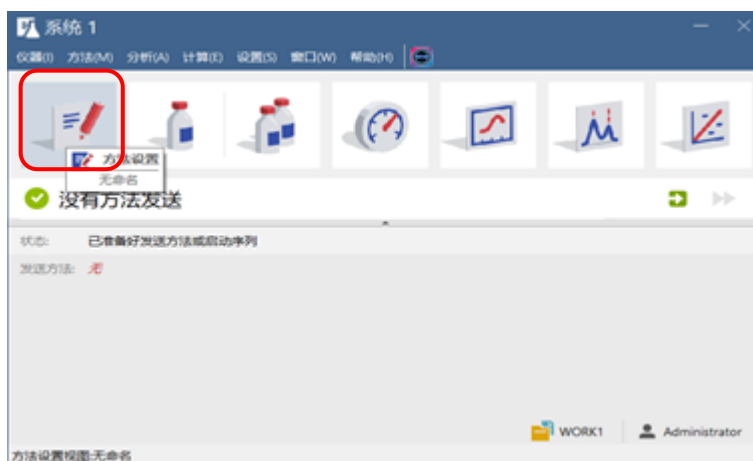 系统 1
仪器(I) 方法(M) 分析(A) 计算(E) 设置(S) 窗口(W) 帮助(H)
方法设置
无命名
没有方法发送
状态: 已准备好发送方法或启动序列
发送方法: 无
WORK1 Administrator
方法设置视图:无命名